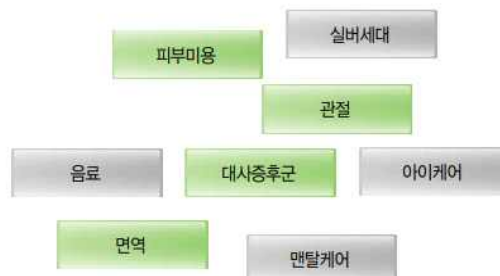 실버세대
피부미용
관절
음료
대사증후군
아이케어
면역
맨탈케어